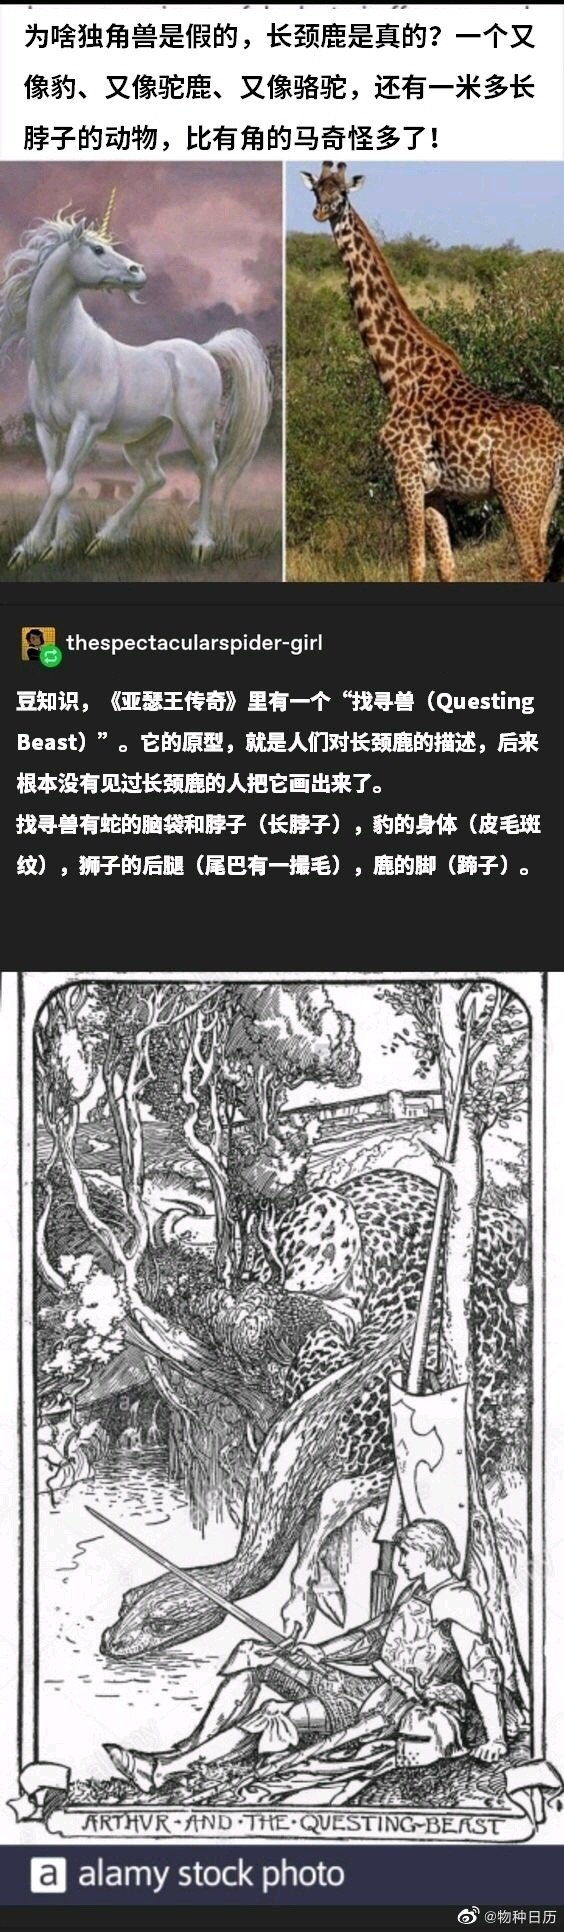 为啥独角兽是假的，长颈鹿是真的？一个又
像豹、又像驼鹿、又像骆驼，还有一米多长
脖子的动物，比有角的马奇怪多了！
thespectacularspider-girl
豆知识，《亚瑟王传奇》里有一个“找寻兽（Questing
Beast）”。它的原型，就是人们对长颈鹿的描述，后来
根本没有见过长颈鹿的人把它画出来了。
找寻兽有蛇的脑袋和脖子（长脖子），豹的身体（皮毛斑
纹），狮子的后腿（尾巴有一撮毛），鹿的脚（蹄子）。
ARTHVR·AND·THE·QUESTING·BEAST
a alamy stock photo
@物种日历